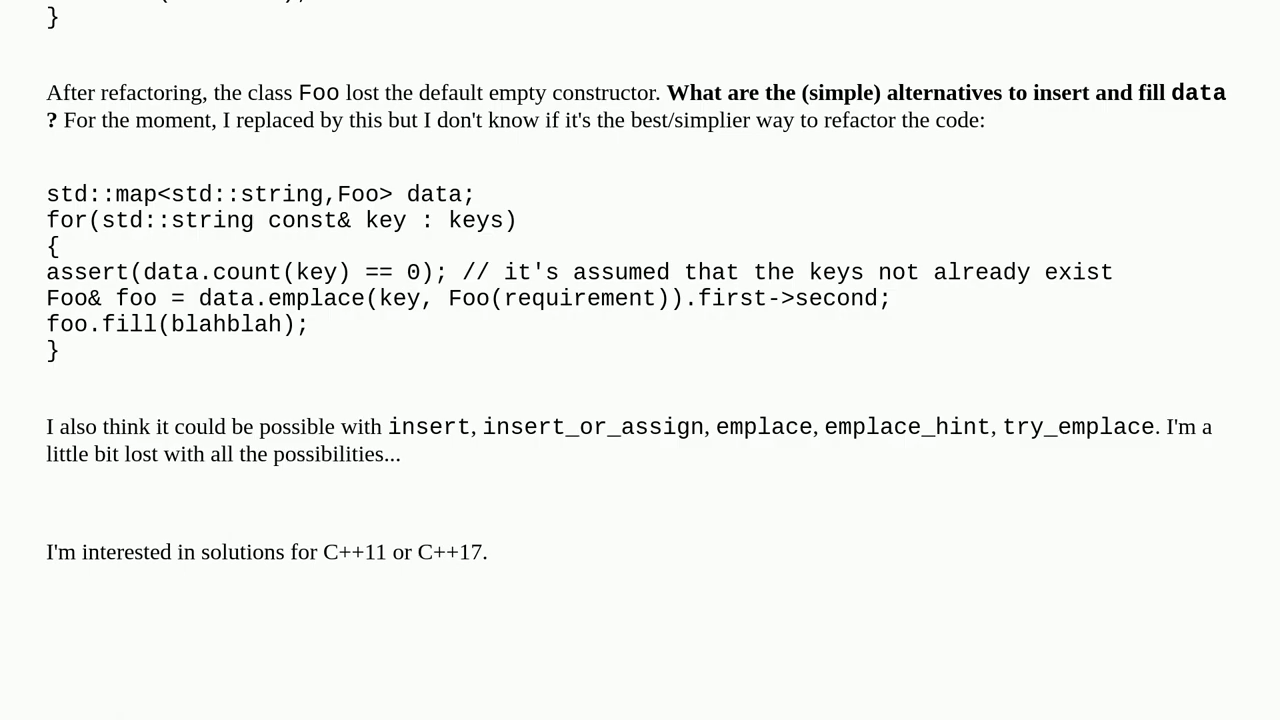 }
After refactoring, the class Foo lost the default empty constructor. What are the (simple) alternatives to insert and fill data
? For the moment, I replaced by this but I don't know if it's the best/simplier way to refactor the code:
std::map<std::string,Foo> data;
for(std::string const& key : keys)
{
assert(data.count(key) == 0); // it's assumed that the keys not already exist
Foo& foo = data.emplace(key, Foo(requirement)).first->second;
foo.fill(blahblah);
}
I also think it could be possible with insert, insert_or_assign, emplace, emplace_hint, try_emplace. I'm a
little bit lost with all the possibilities...
I'm interested in solutions for C++11 or C++17.